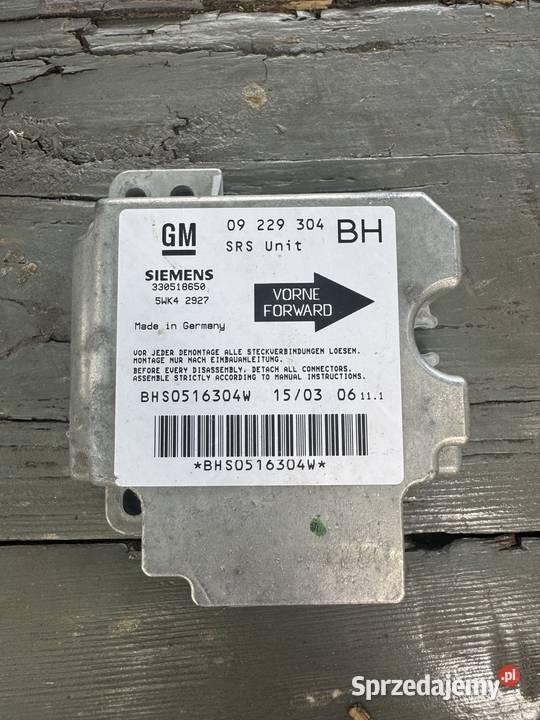 GM
09 229 304 BH
SRS Unit
SIEMENS
330518650
5WK4 2927
VORNE
FORWARD
Made in Germany
VOR JEDER DEMONTAGE ALLE STECKVERBINDUNGEN LOESEN.
MONTAGE NUR NACH EINBAUANLEITUNG.
BEFORE EVERY DISASSEMBLY, DETACH ALL CONNECTORS.
ASSEMBLE STRICTLY ACCORDING TO MANUAL INSTRUCTIONS.
BHS0516304W 15/03 06 11.1
*BHS0516304W*
Sprzedajemy.pl